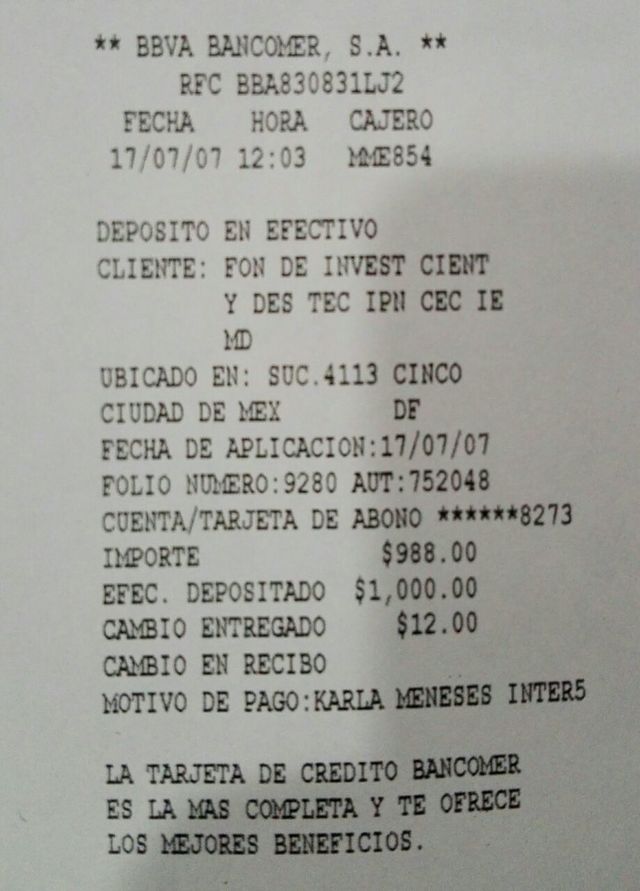 ** BBVA BANCOMER, S.A. **
RFC BBA830831LJ2
FECHA HORA CAJERO
17/07/07 12:03 MME854
DEPOSITO EN EFECTIVO
CLIENTE: FON DE INVEST CIENT
Y DES TEC IPN CEC IE
MD
UBICADO EN: SUC.4113 CINCO
CIUDAD DE MEX DF
FECHA DE APLICACION:17/07/07
FOLIO NUMERO:9280 AUT:752048
CUENTA/TARJETA DE ABONO ******8273
IMPORTE $988.00
EFEC. DEPOSITADO $1,000.00
CAMBIO ENTREGADO $12.00
CAMBIO EN RECIBO
MOTIVO DE PAGO:KARLA MENESES INTER5
LA TARJETA DE CREDITO BANCOMER
ES LA MAS COMPLETA Y TE OFRECE
LOS MEJORES BENEFICIOS.